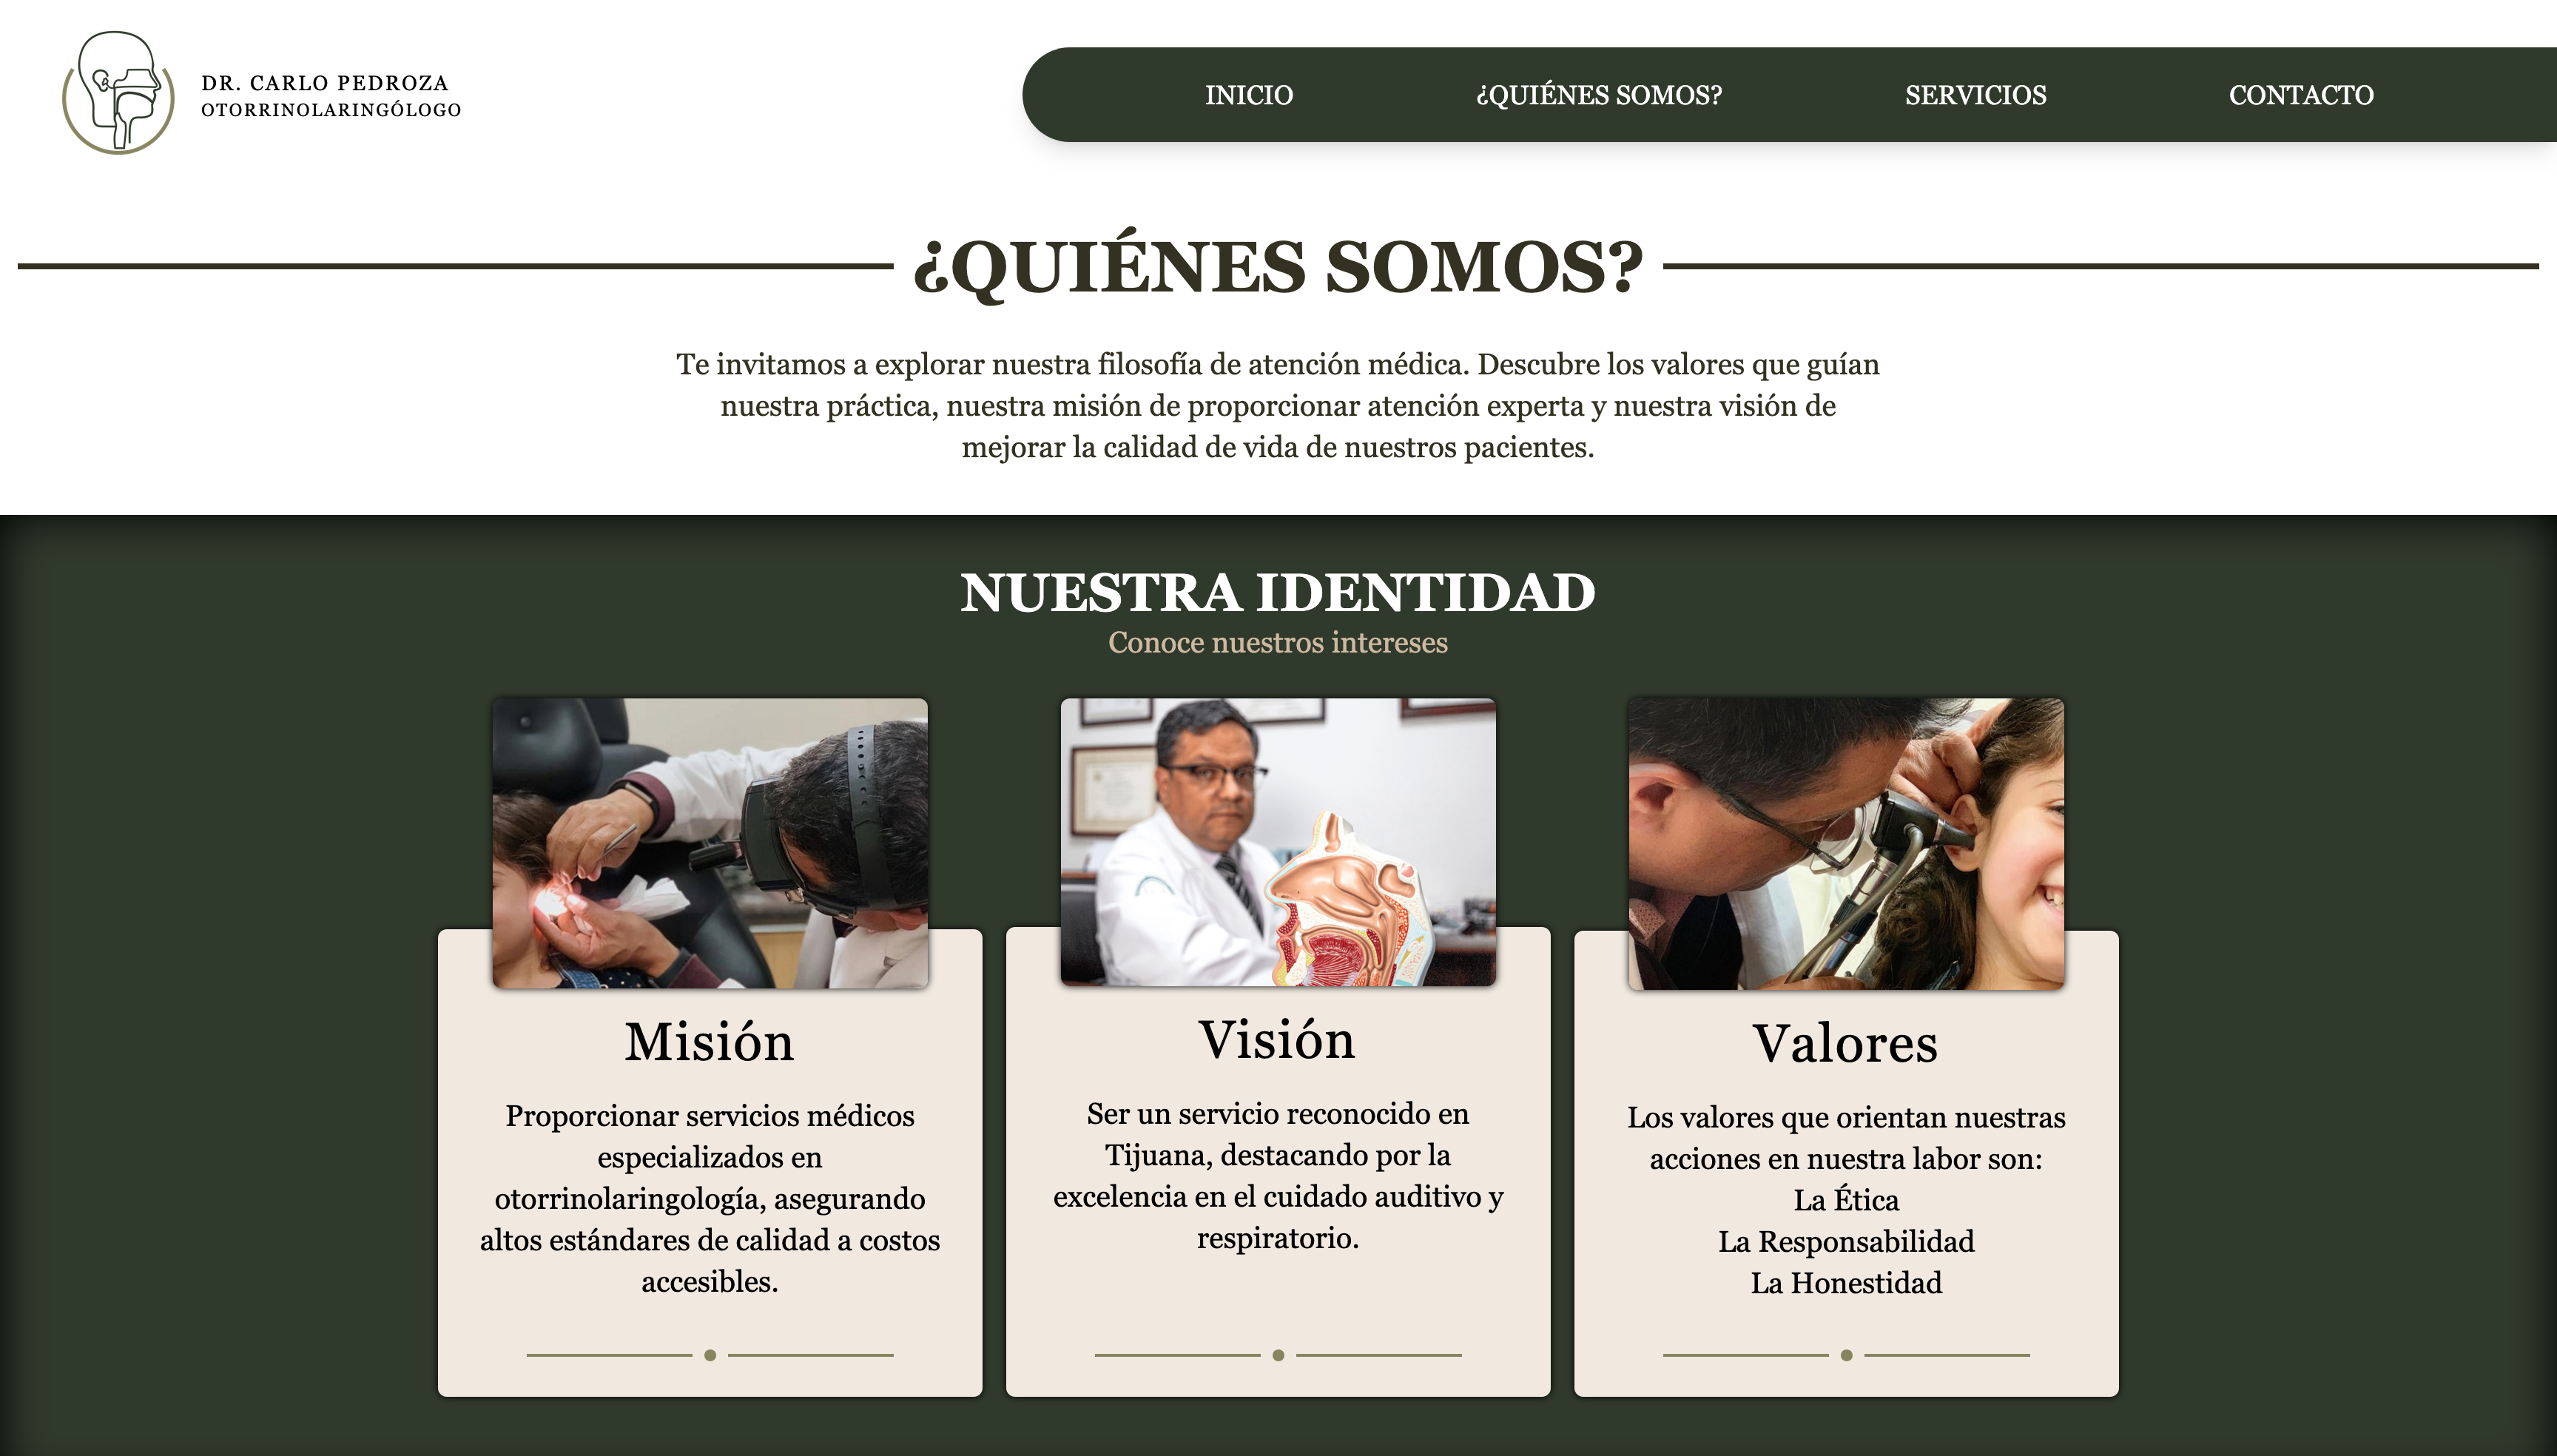 DR. CARLO PEDROZA
OTORRINOLARINGÓLOGO
INICIO
¿QUIÉNES SOMOS?
SERVICIOS
CONTACTO
¿QUIÉNES SOMOS?
Te invitamos a explorar nuestra filosofía de atención médica. Descubre los valores que guían
nuestra práctica, nuestra misión de proporcionar atención experta y nuestra visión de
mejorar la calidad de vida de nuestros pacientes.
NUESTRA IDENTIDAD
Conoce nuestros intereses
Misión
Proporcionar servicios médicos
especializados en
otorrinolaringología, asegurando
altos estándares de calidad a costos
accesibles.
Visión
Ser un servicio reconocido en
Tijuana, destacando por la
excelencia en el cuidado auditivo y
respiratorio.
Valores
Los valores que orientan nuestras
acciones en nuestra labor son:
La Ética
La Responsabilidad
La Honestidad